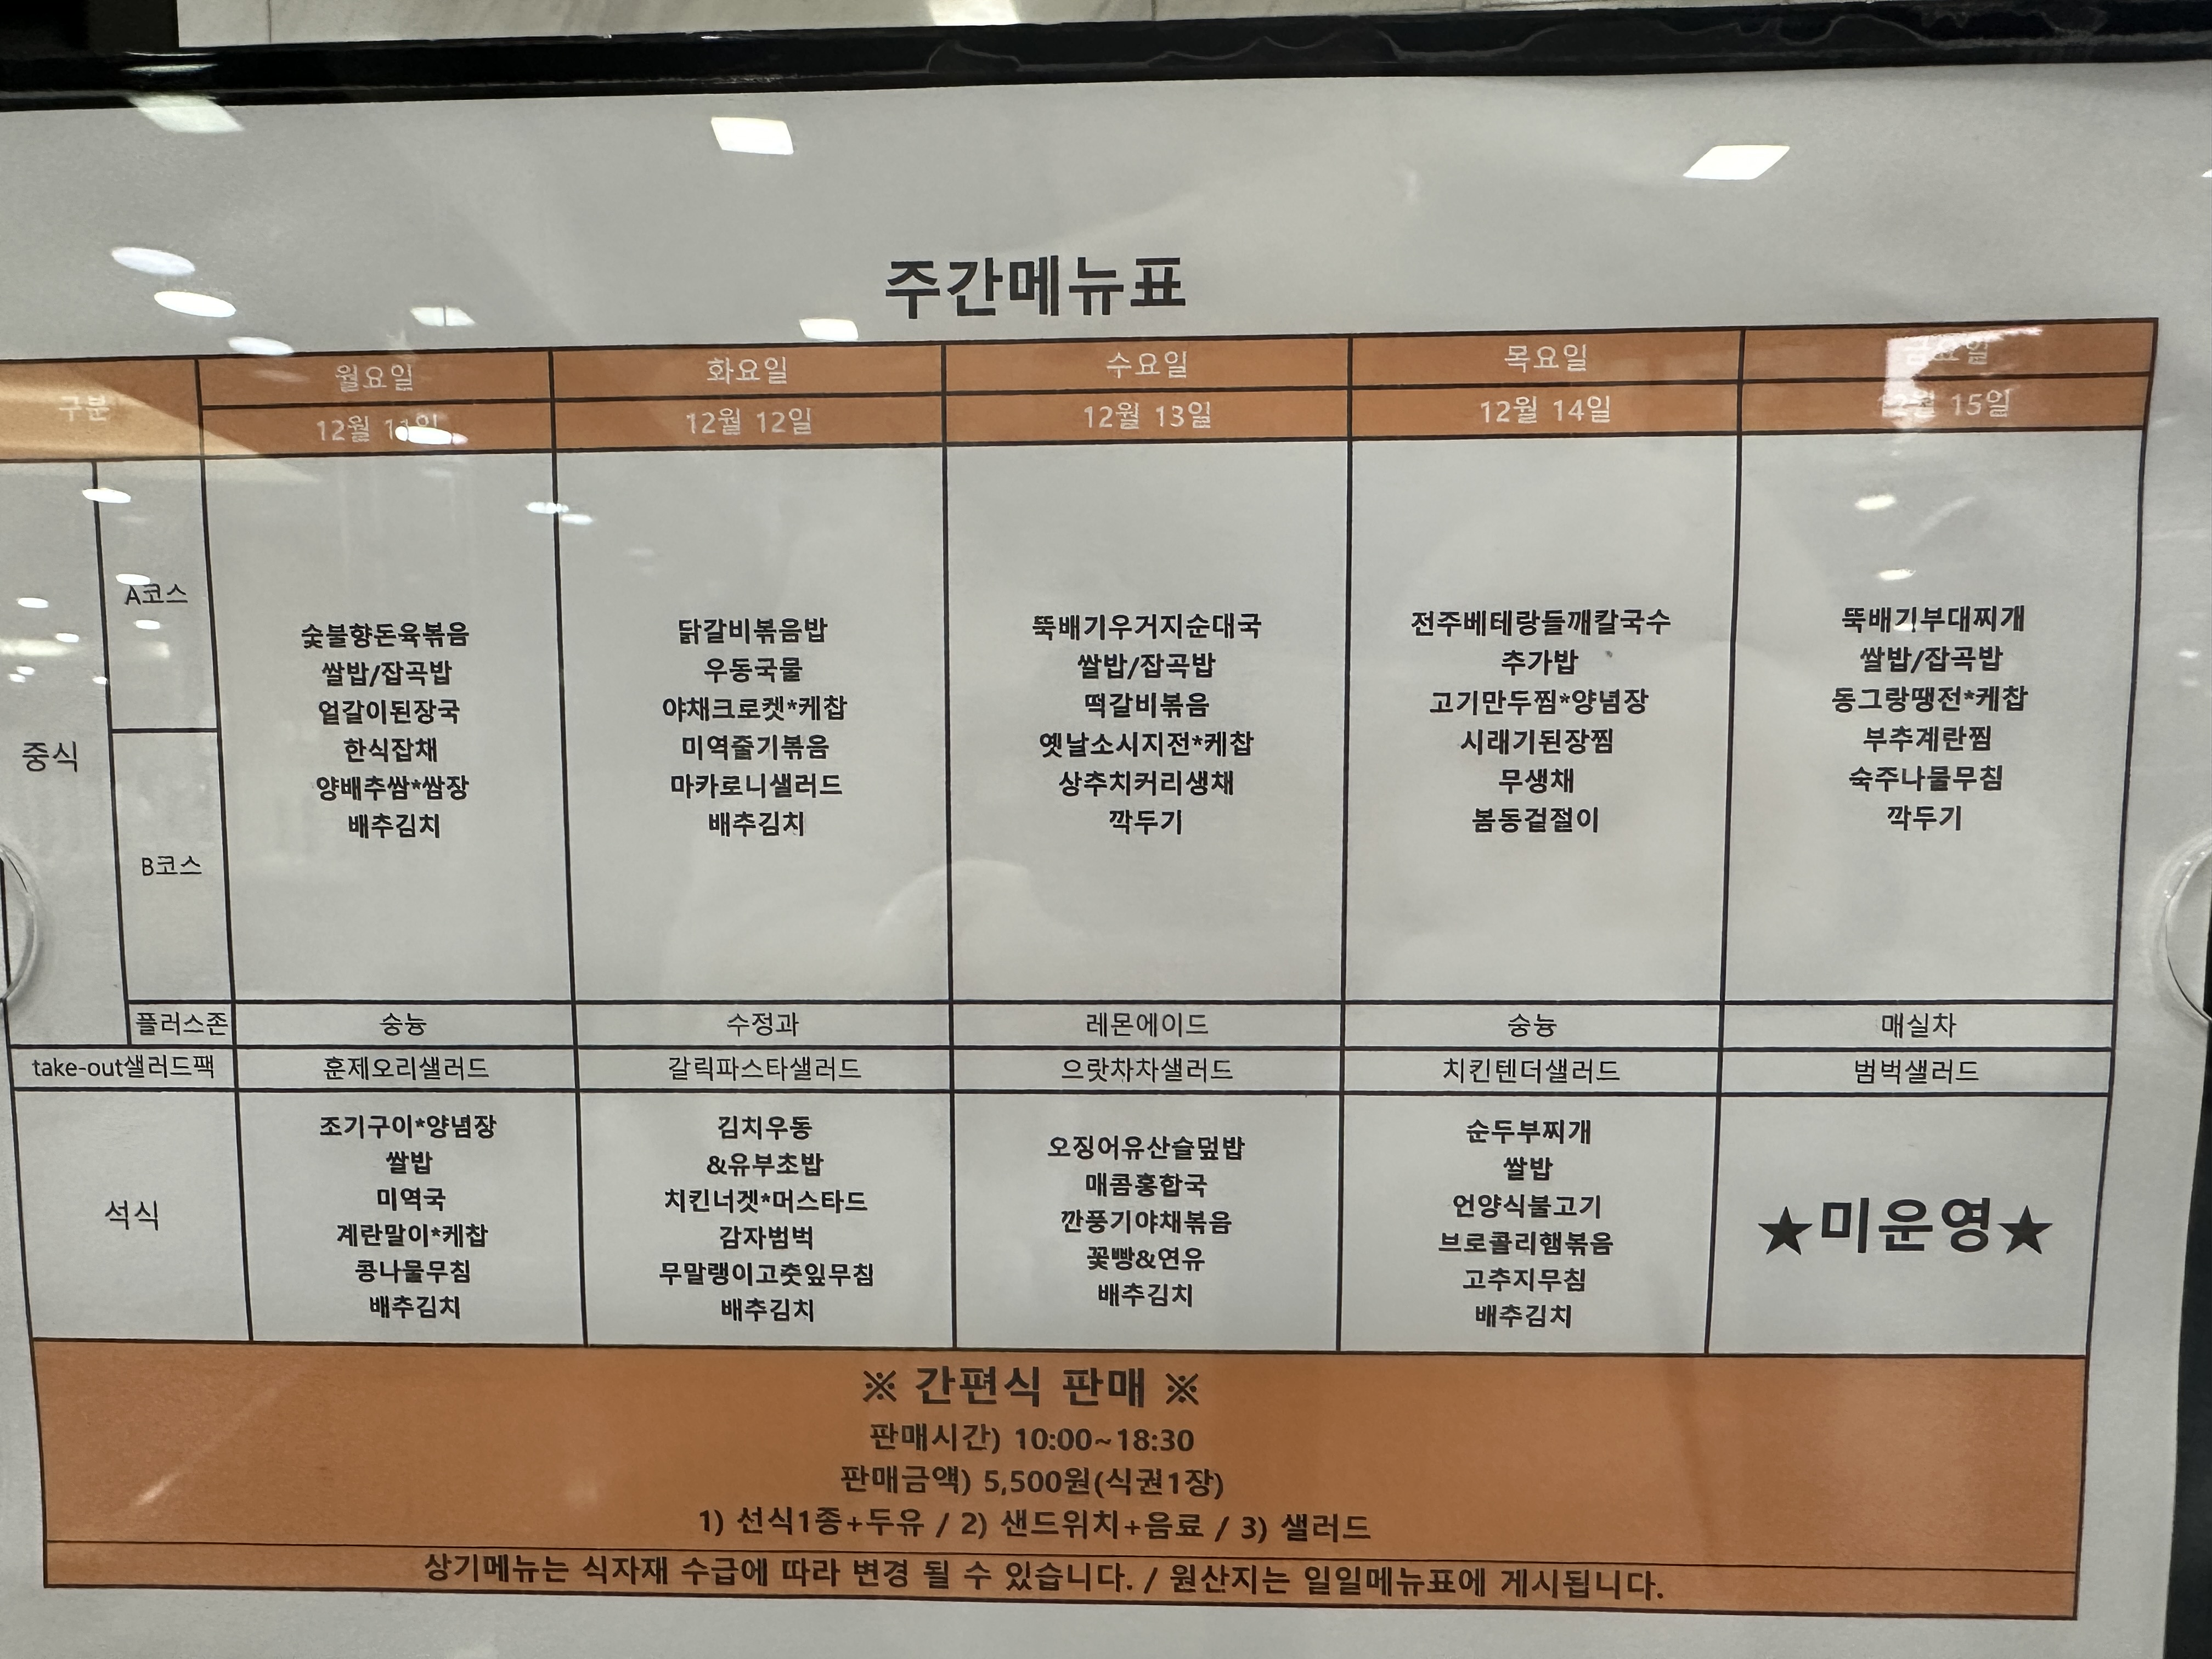 주간메뉴표
구분 월요일 화요일 수요일 목요일 금요일
12월 11일 12월 12일 12월 13일 12월 14일 12월 15일
중식
A코스
B코스
숯불향돈육볶음
쌀밥/잡곡밥
얼갈이된장국
한식잡채
양배추쌈*쌈장
배추김치
닭갈비볶음밥
우동국물
야채크로켓*케찹
미역줄기볶음
마카로니샐러드
배추김치
뚝배기우거지순대국
쌀밥/잡곡밥
떡갈비볶음
옛날소시지전*케찹
상추치커리생채
깍두기
전주베테랑들깨칼국수
추가밥
고기만두찜*양념장
시래기된장찜
무생채
봄동겉절이
뚝배기부대찌개
쌀밥/잡곡밥
동그랑땡전*케찹
부추계란찜
숙주나물무침
깍두기
플러스존 숭늉 수정과 레몬에이드 숭늉 매실차
take-out샐러드팩 훈제오리샐러드 갈릭파스타샐러드 으랏차차샐러드 치킨텐더샐러드 범벅샐러드
석식
조기구이*양념장
쌀밥
미역국
계란말이*케찹
콩나물무침
배추김치
김치우동
&유부초밥
치킨너겟*머스타드
감자범벅
무말랭이고춧잎무침
배추김치
오징어유산슬덮밥
매콤홍합국
깐풍기야채볶음
꽃빵&연유
배추김치
순두부찌개
쌀밥
언양식불고기
브로콜리햄볶음
고추지무침
배추김치
★미운영★
※ 간편식 판매 ※
판매시간) 10:00~18:30
판매금액) 5,500원(식권1장)
1) 선식1종+두유 / 2) 샌드위치+음료 / 3) 샐러드
상기메뉴는 식자재 수급에 따라 변경 될 수 있습니다. / 원산지는 일일메뉴표에 게시됩니다.